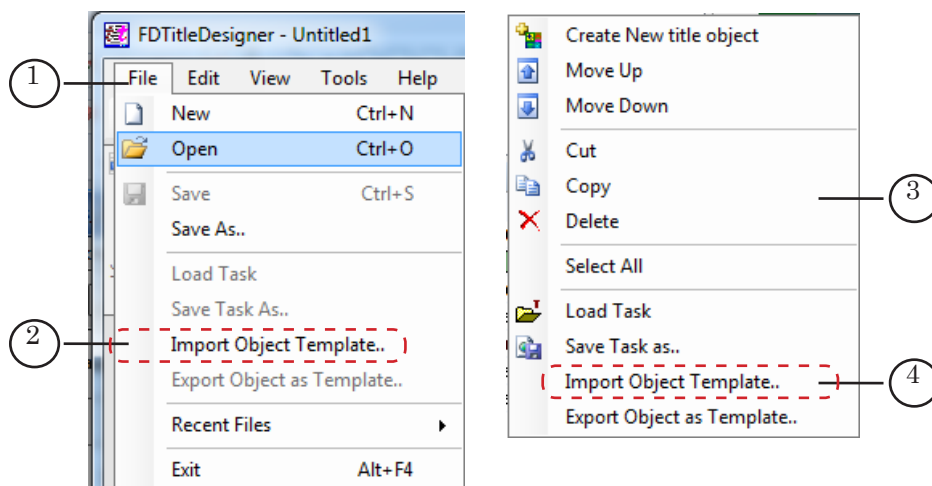 FDTitleDesigner - Untitled1
1
File Edit View Tools Help
New Ctrl+N
Open Ctrl+O
Save Ctrl+S
Save As..
Load Task
Save Task As..
2
Import Object Template..
Export Object as Template..
Recent Files
Exit Alt+F4
Create New title object
Move Up
Move Down
Cut
Copy
3
Delete
Select All
Load Task
Save Task as..
Import Object Template..
4
Export Object as Template..